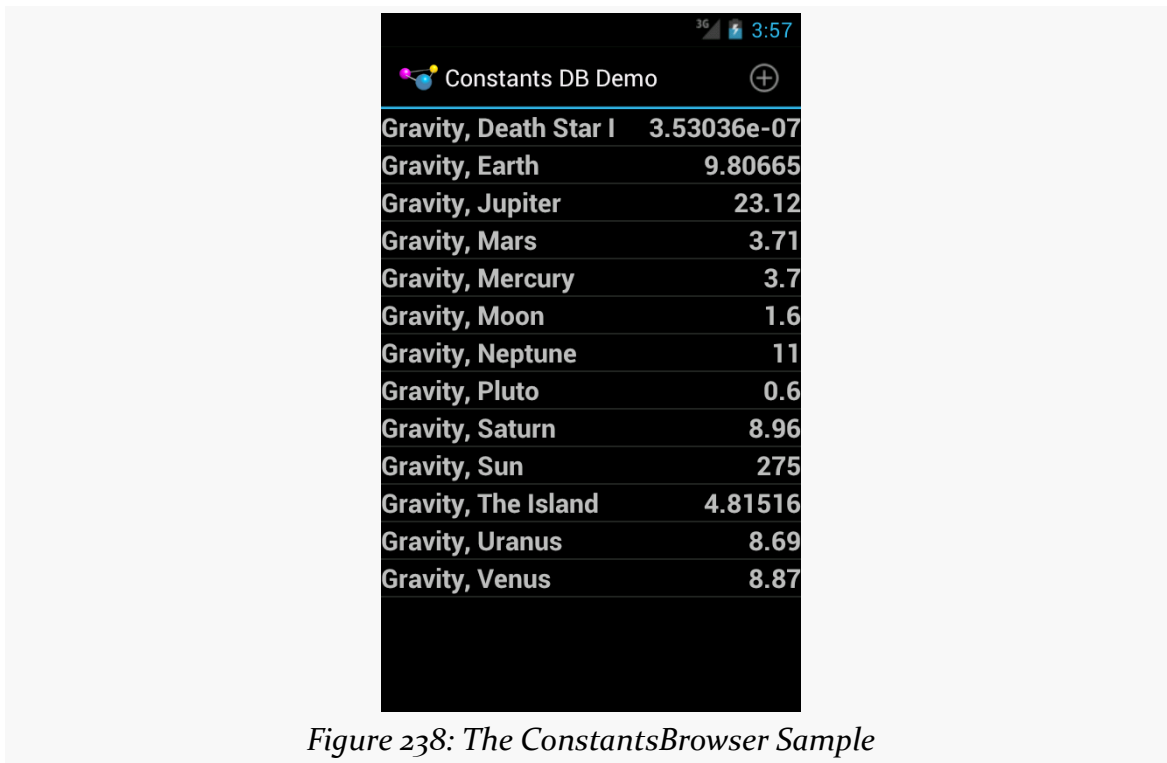 3G 3:57
Constants DB Demo
Gravity, Death Star I 3.53036e-07
Gravity, Earth 9.80665
Gravity, Jupiter 23.12
Gravity, Mars 3.71
Gravity, Mercury 3.7
Gravity, Moon 1.6
Gravity, Neptune 11
Gravity, Pluto 0.6
Gravity, Saturn 8.96
Gravity, Sun 275
Gravity, The Island 4.81516
Gravity, Uranus 8.69
Gravity, Venus 8.87
Figure 238: The ConstantsBrowser Sample